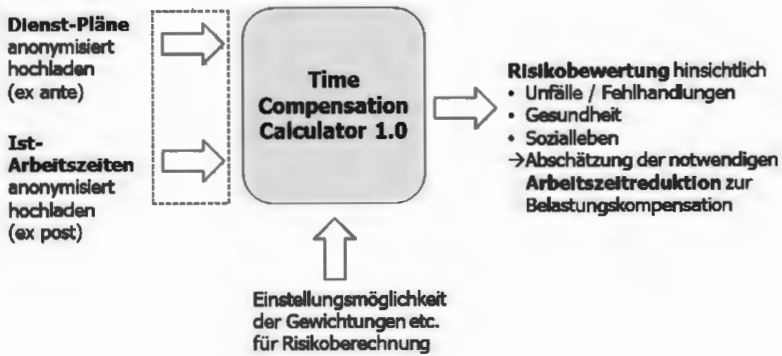 Dienst-Pläne
anonymisiert
hochladen
(ex ante)
Ist-
Arbeitszeiten
anonymisiert
hochladen
(ex post)
Time
Compensation
Calculator 1.0
Einstellungsmöglichkeit
der Gewichtungen etc.
für Risikoberechnung
Risikobewertung hinsichtlich
• Unfälle / Fehlhandlungen
• Gesundheit
• Sozialleben
→Abschätzung der notwendigen
Arbeitszeitreduktion zur
Belastungskompensation